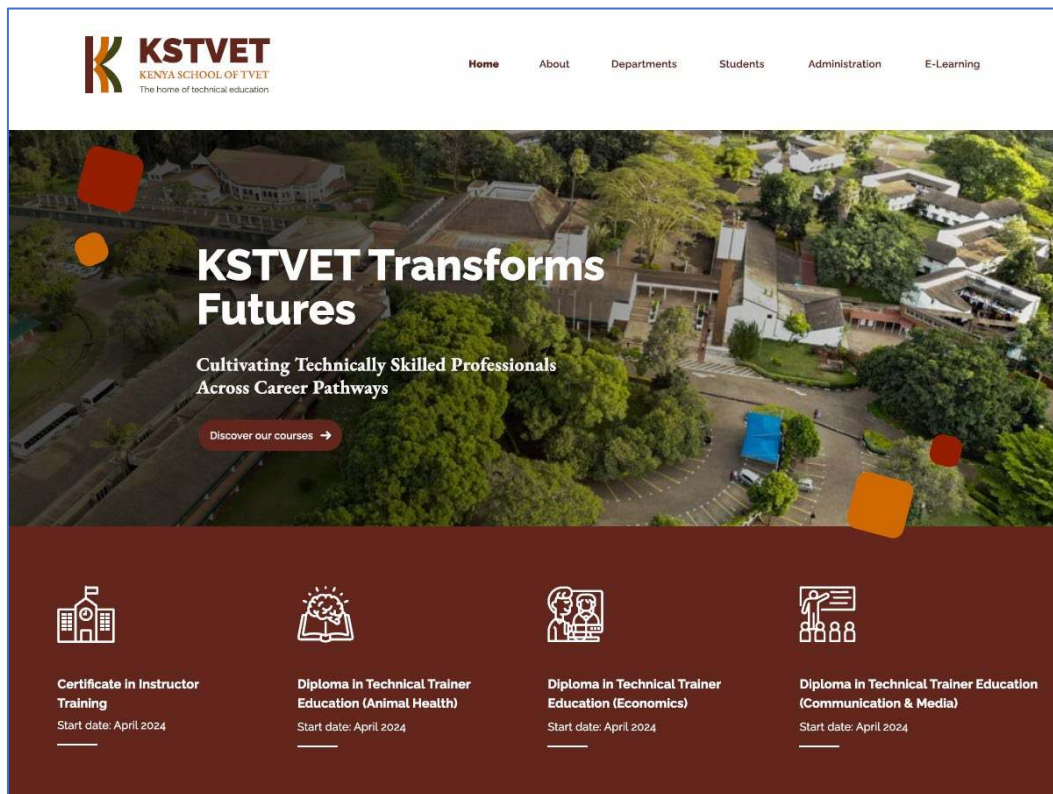 KSTVET
KENYA SCHOOL OF TVET
The home of technical education
Home About Departments Students Administration E-Learning
KSTVET Transforms
Futures
Cultivating Technically Skilled Professionals
Across Career Pathways
Discover our courses →
Certificate in Instructor
Training
Start date: April 2024
Diploma in Technical Trainer
Education (Animal Health)
Start date: April 2024
Diploma in Technical Trainer
Education (Economics)
Start date: April 2024
Diploma in Technical Trainer Education
(Communication & Media)
Start date: April 2024